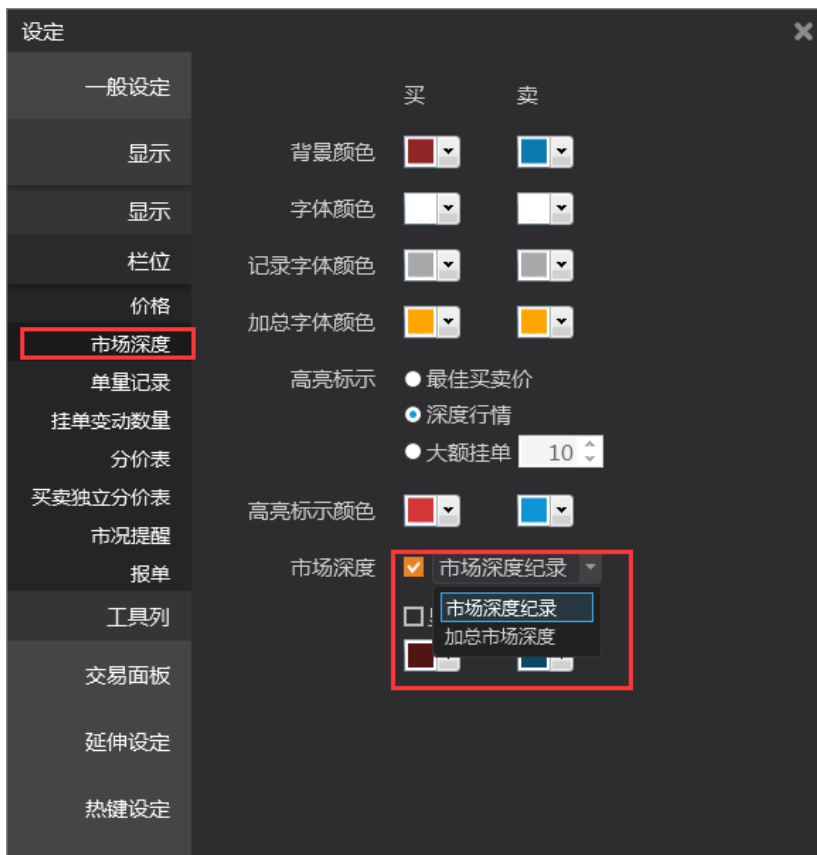 设定
一般设定
显示
显示
栏位
价格
市场深度
单量记录
挂单变动数量
分价表
买卖独立分价表
市况提醒
报单
工具列
交易面板
延伸设定
热键设定
买 卖
背景颜色
字体颜色
记录字体颜色
加总字体颜色
高亮标示 最佳买卖价
深度行情
大额挂单 10
高亮标示颜色
市场深度 市场深度纪录
市场深度纪录
加总市场深度